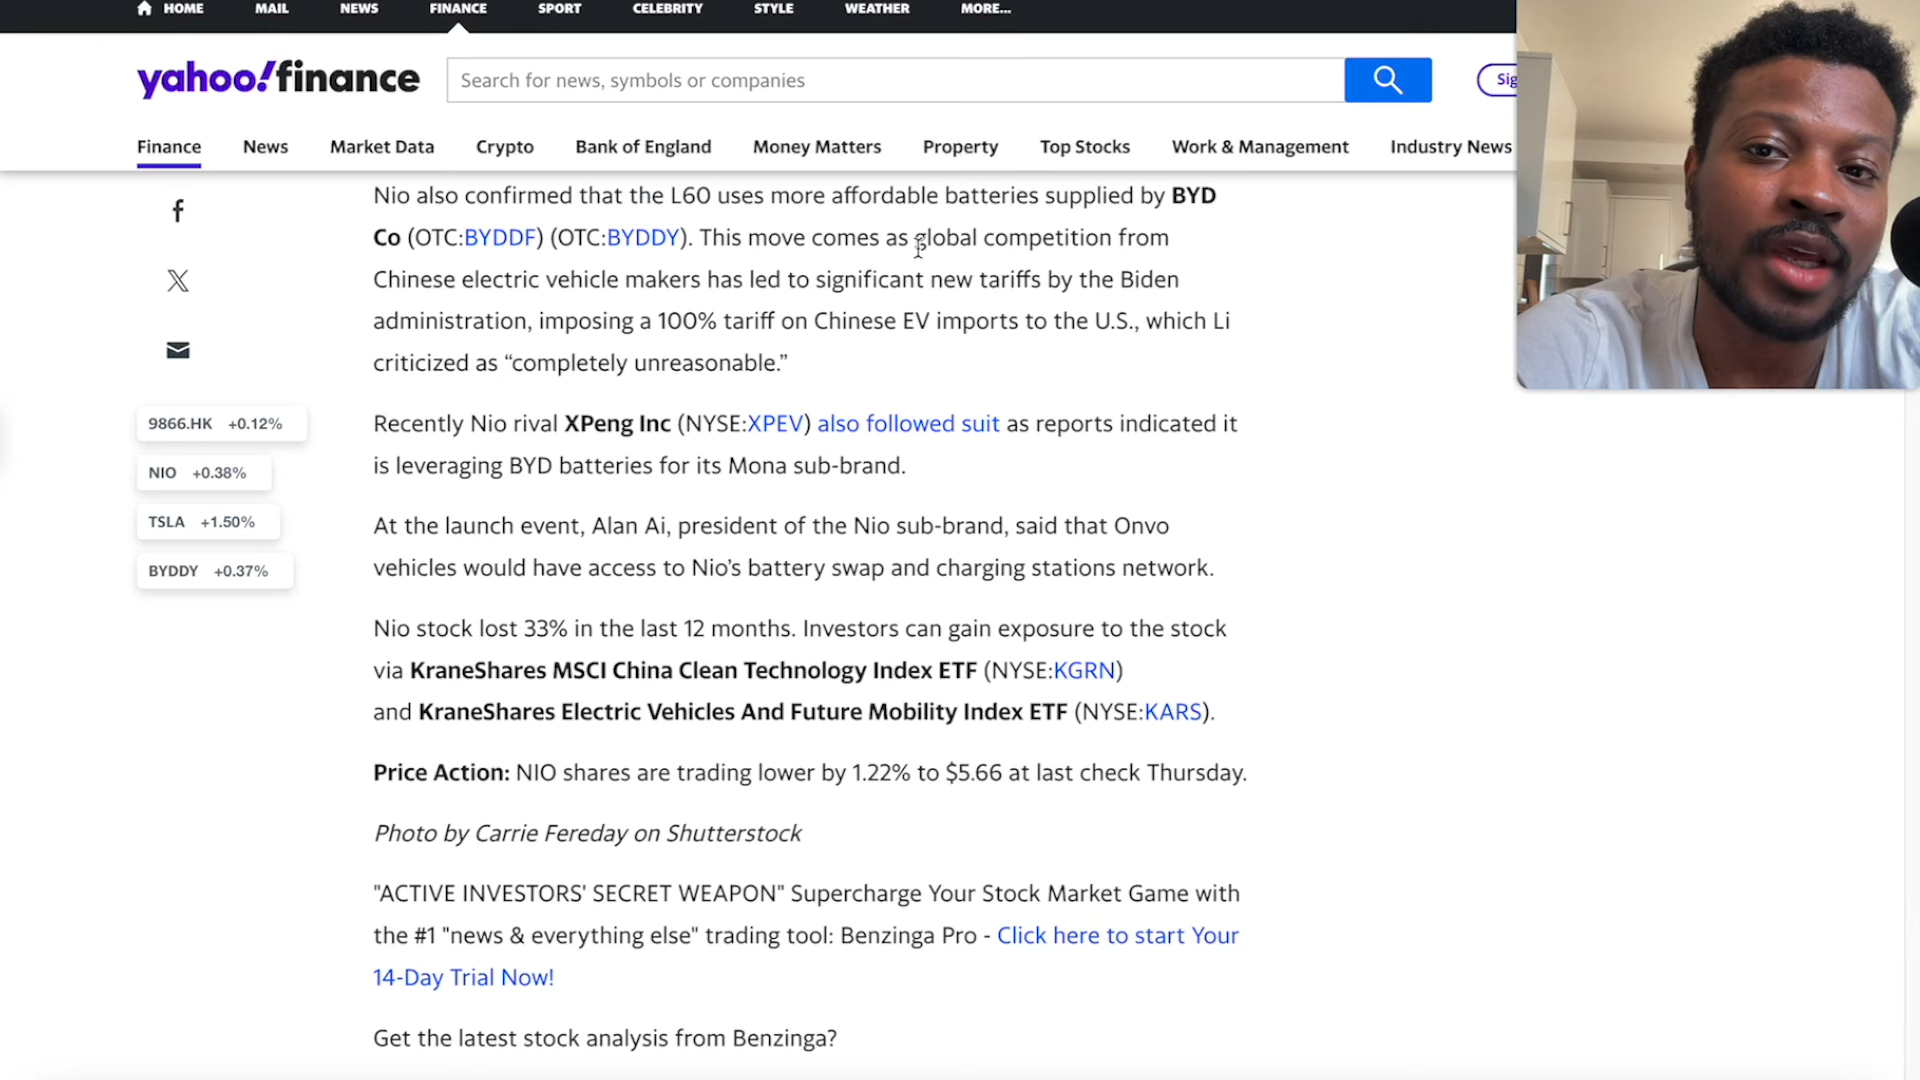 HOME MAIL NEWS FINANCE SPORT CELEBRITY STYLE WEATHER MORE...
yahoo!finance
Search for news, symbols or companies
Sig
Finance News Market Data Crypto Bank of England Money Matters Property Top Stocks Work & Management Industry News
Nio also confirmed that the L60 uses more affordable batteries supplied by BYD
Co (OTC:BYDDF) (OTC:BYDDY). This move comes as global competition from
Chinese electric vehicle makers has led to significant new tariffs by the Biden
administration, imposing a 100% tariff on Chinese EV imports to the U.S., which Li
criticized as “completely unreasonable.”
9866.HK +0.12%
NIO +0.38%
TSLA +1.50%
BYDDY +0.37%
Recently Nio rival XPeng Inc (NYSE:XPEV) also followed suit as reports indicated it
is leveraging BYD batteries for its Mona sub-brand.
At the launch event, Alan Ai, president of the Nio sub-brand, said that Onvo
vehicles would have access to Nio’s battery swap and charging stations network.
Nio stock lost 33% in the last 12 months. Investors can gain exposure to the stock
via KraneShares MSCI China Clean Technology Index ETF (NYSE:KGRN)
and KraneShares Electric Vehicles And Future Mobility Index ETF (NYSE:KARS).
Price Action: NIO shares are trading lower by 1.22% to $5.66 at last check Thursday.
Photo by Carrie Fereday on Shutterstock
"ACTIVE INVESTORS' SECRET WEAPON" Supercharge Your Stock Market Game with
the #1 "news & everything else" trading tool: Benzinga Pro - Click here to start Your
14-Day Trial Now!
Get the latest stock analysis from Benzinga?